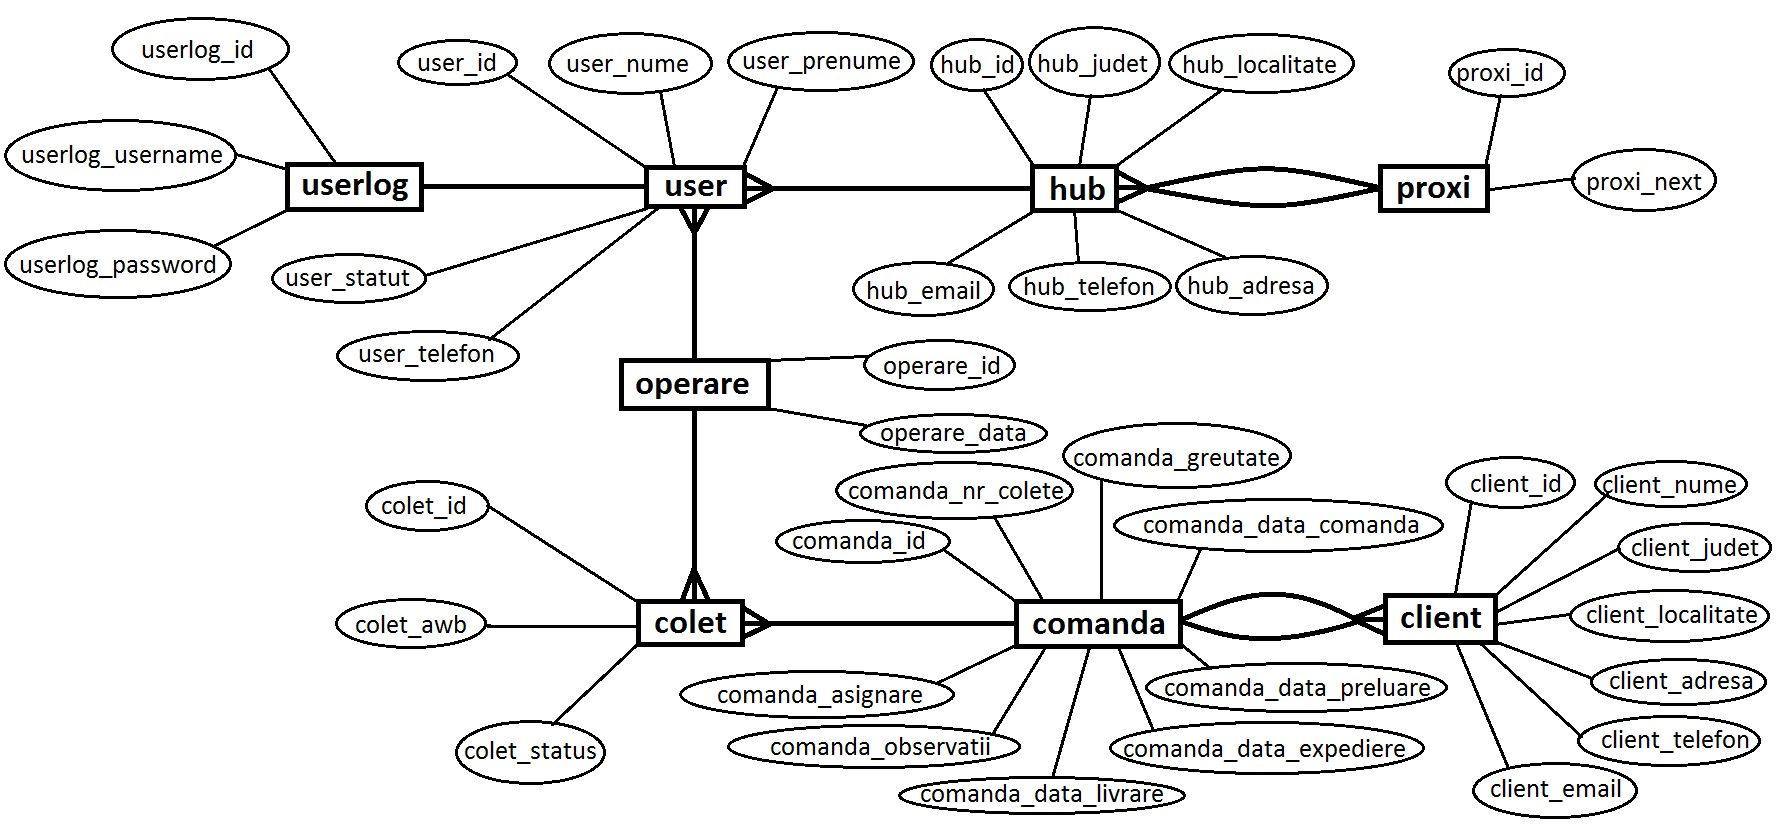 userlog_id
user_id
user_nume
user_prenume
hub_id
hub_judet
hub_localitate
proxi_id
userlog_username
userlog
user
hub
proxi
proxi_next
userlog_password
user_statut
hub_email
hub_telefon
hub_adresa
user_telefon
operare
operare_id
operare_data
comanda_greutate
colet_id
comanda_nr_colete
client_id
client_nume
comanda_id
comanda_data_comanda
client_judet
colet_awb
colet
comanda
client
client_localitate
comanda_asignare
comanda_data_preluare
client_adresa
colet_status
comanda_observatii
comanda_data_expediere
client_telefon
comanda_data_livrare
client_email